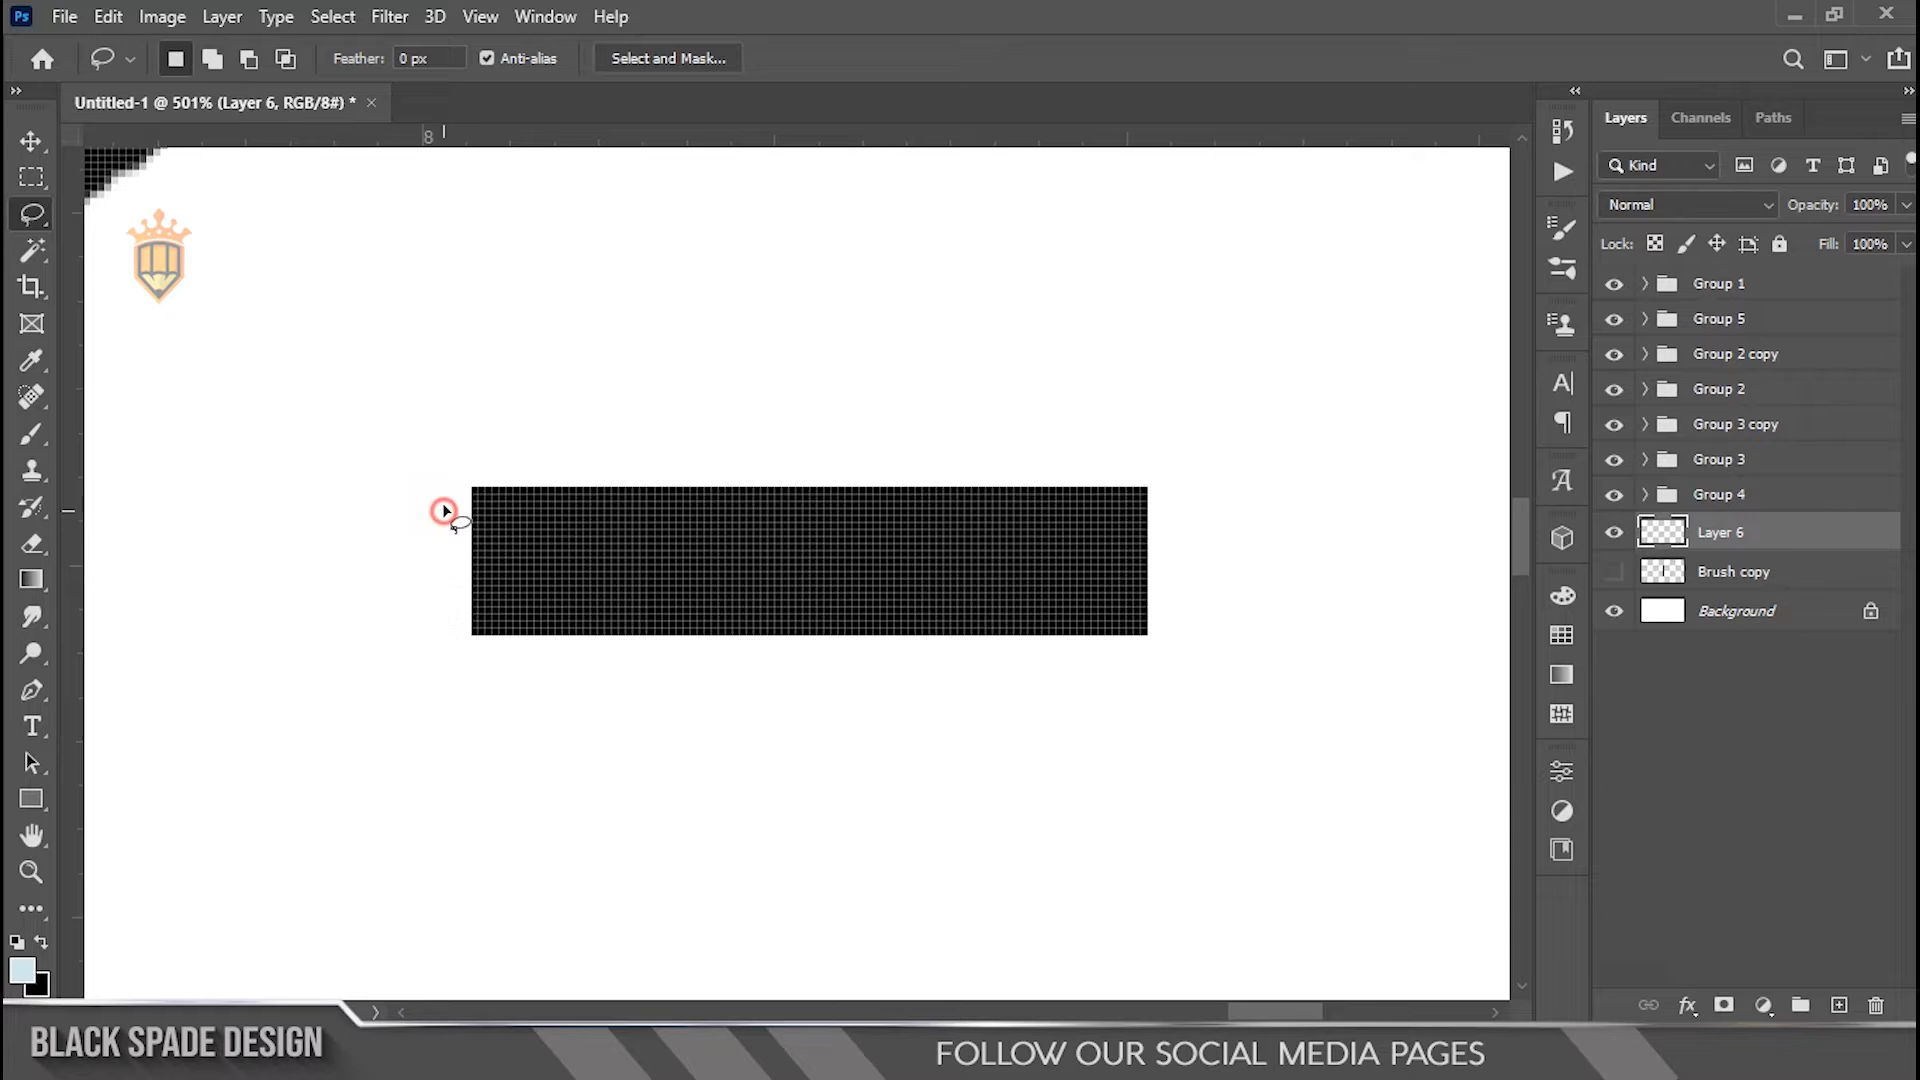 Ps File Edit Image Layer Type Select Filter 3D View Window Help
Feather: 0 px Anti-alias Select and Mask...
Untitled-1 @ 501% (Layer 6, RGB/8#) *
8
Layers Channels Paths
Kind
Normal Opacity: 100%
Lock: Fill: 100%
Group 1
Group 5
Group 2 copy
Group 2
Group 3 copy
Group 3
Group 4
Layer 6
Brush copy
Background
BLACK SPADE DESIGN
FOLLOW OUR SOCIAL MEDIA PAGES